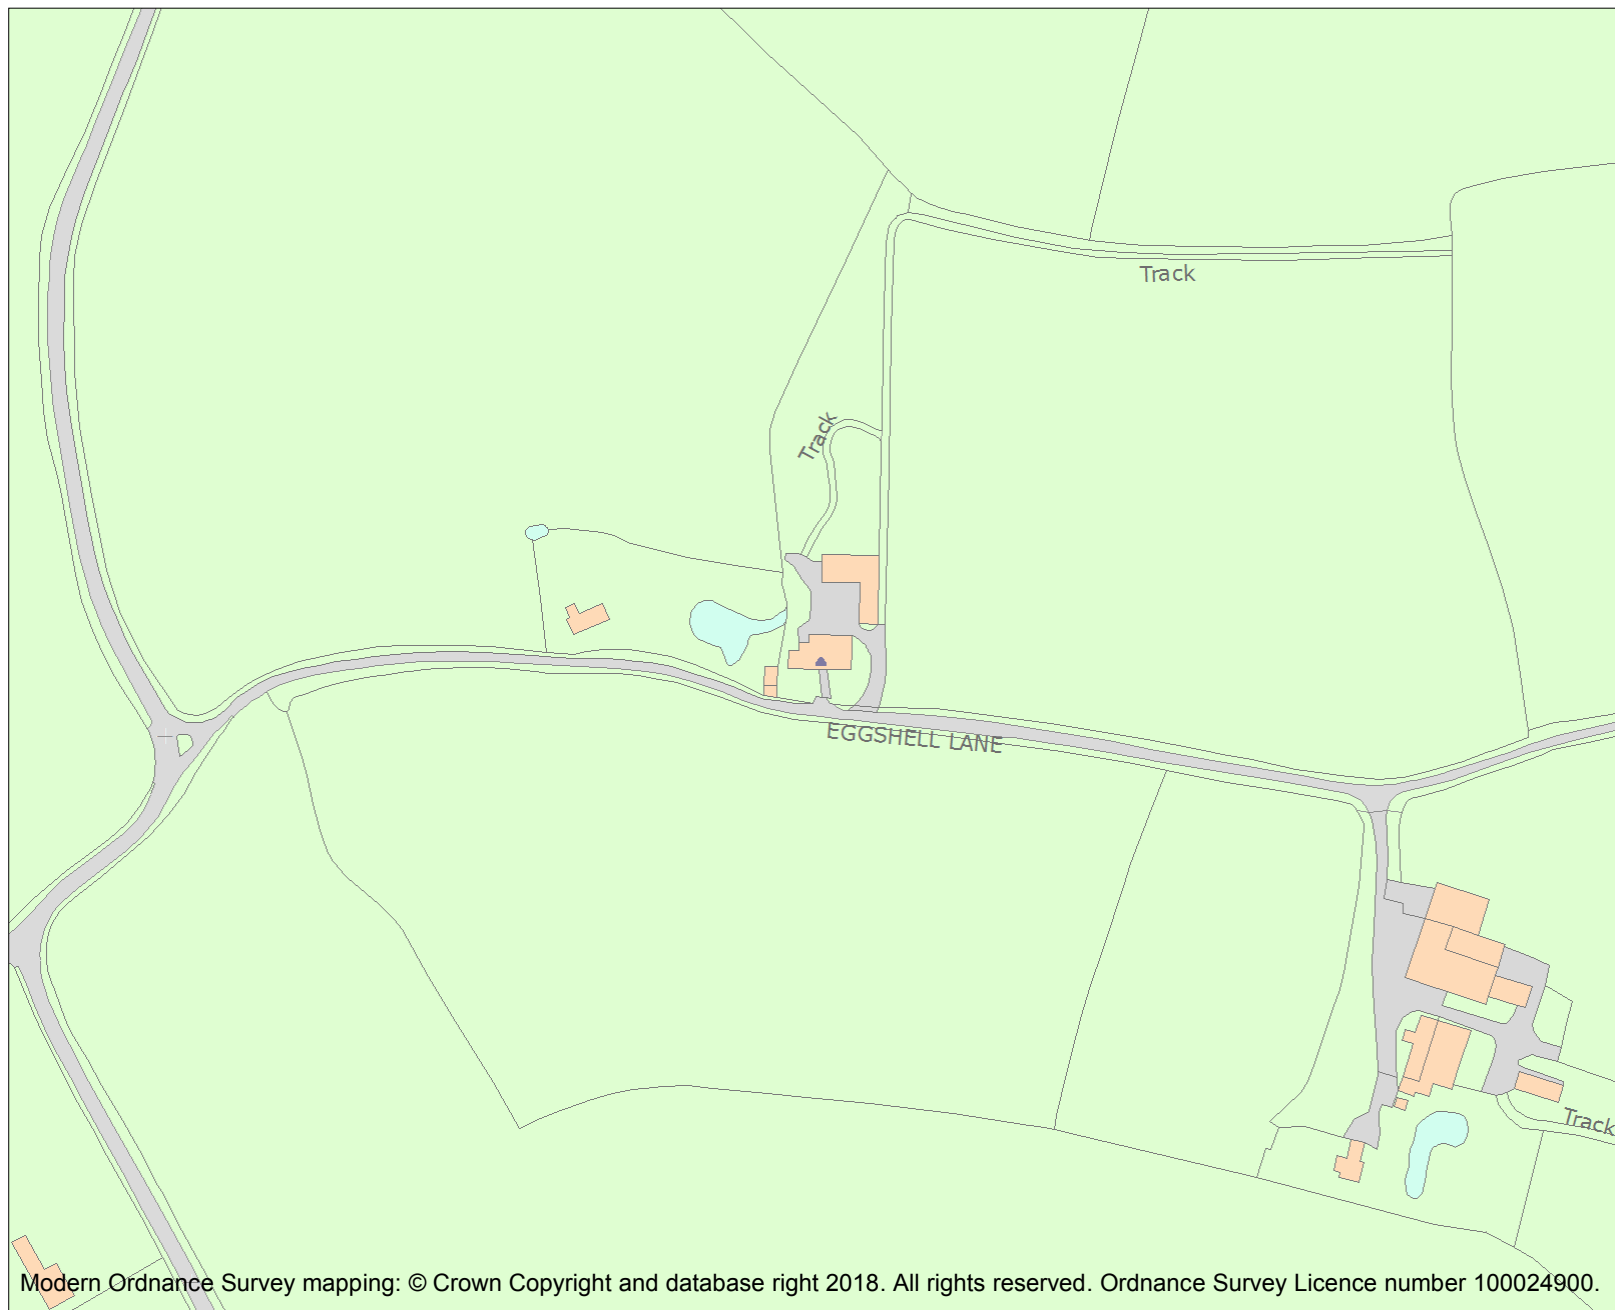 Track
Track
EGGSHELL LANE
Track
Modern Ordnance Survey mapping: © Crown Copyright and database right 2018. All rights reserved. Ordnance Survey Licence number 100024900.